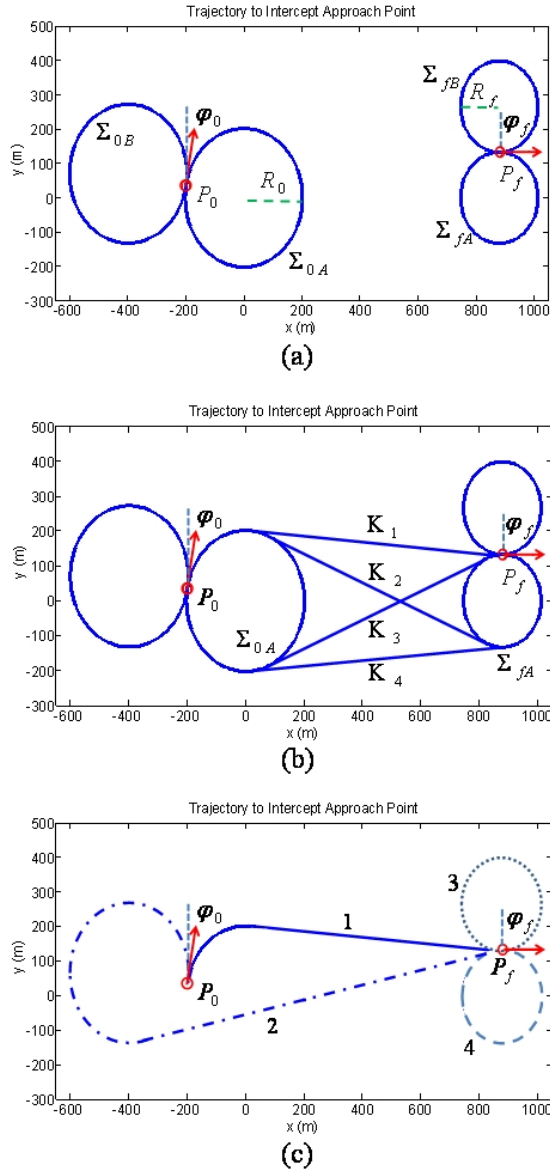 Trajectory to Intercept Approach Point
500
400
300
200
100
0
-100
-200
-300
y (m)
Σ0B
φ0
P0
R0
Σ0A
ΣfB
Rf
φf
Pf
ΣfA
-600 -400 -200 0 200 400 600 800 1000
x (m)
(a)
Trajectory to Intercept Approach Point
500
400
300
200
100
0
-100
-200
-300
y (m)
φ0
P0
Σ0A
K1
K2
K3
K4
φf
Pf
ΣfA
-600 -400 -200 0 200 400 600 800 1000
x (m)
(b)
Trajectory to Intercept Approach Point
500
400
300
200
100
0
-100
-200
-300
y (m)
φ0
P0
1
2
3
φf
Pf
4
-600 -400 -200 0 200 400 600 800 1000
x (m)
(c)